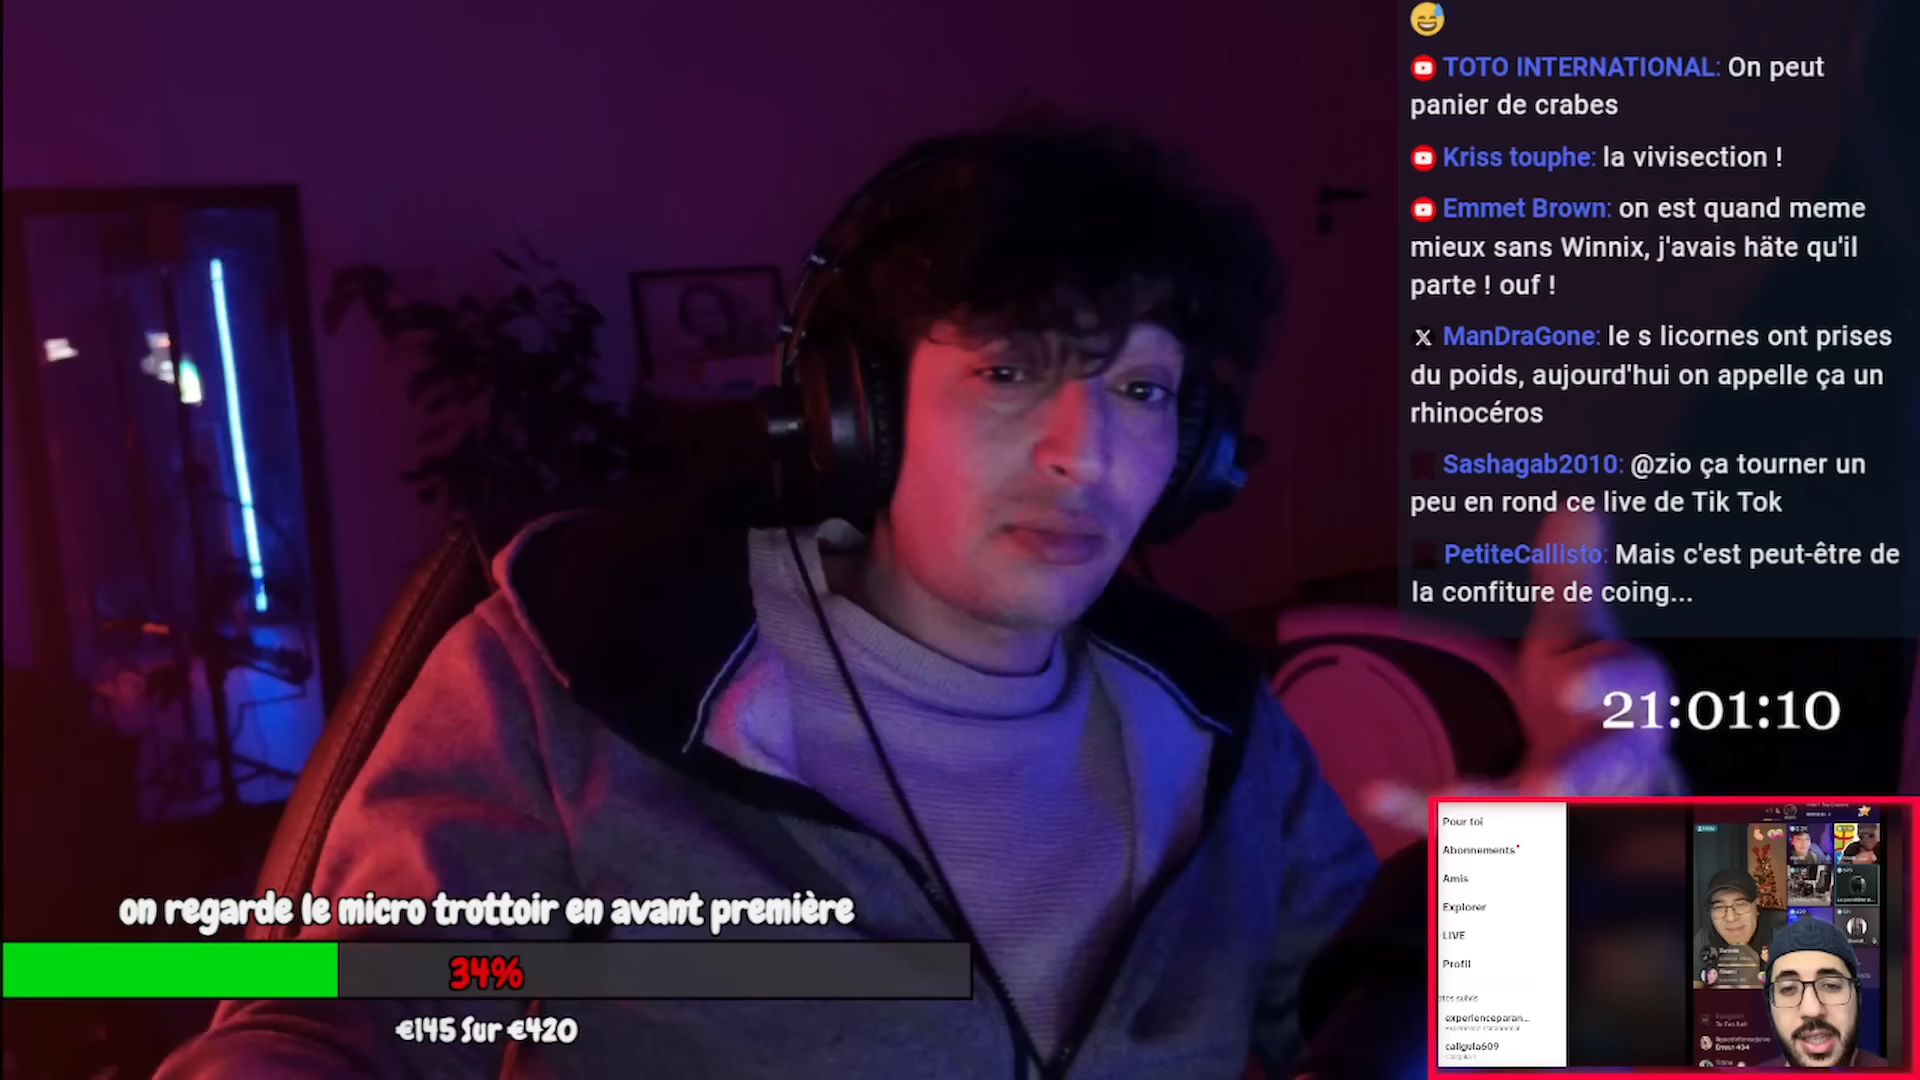 TOTO INTERNATIONAL: On peut
panier de crabes
Kriss touphe: la vivisection !
Emmet Brown: on est quand meme
mieux sans Winnix, j'avais häte qu'il
parte ! ouf !
ManDraGone: le s licornes ont prises
du poids, aujourd'hui on appelle ça un
rhinocéros
Sashagab2010: @zio ça tourner un
peu en rond ce live de Tik Tok
PetiteCallisto: Mais c'est peut-être de
la confiture de coing...
21:01:10
on regarde le micro trottoir en avant première
34%
€145 Sur €420
Pour toi
Abonnements
Amis
Explorer
LIVE
Profil
experienceparan...
caligula609